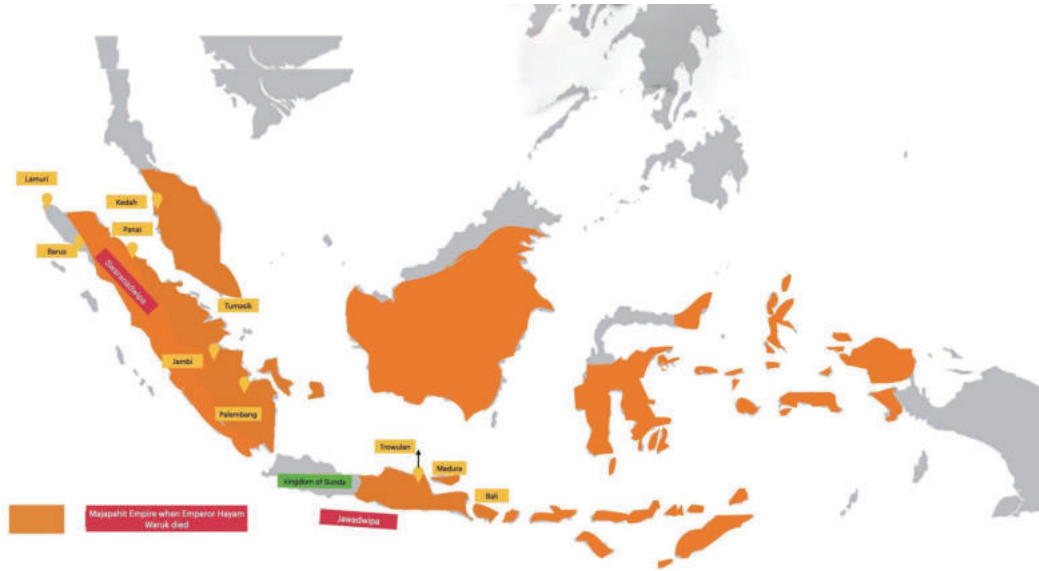 Lamuri
Kedah
Panai
Barus
Swaranadwipa
Tumasik
Jambi
Palembang
Trowulan
Madura
Kingdom of Sunda
Bali
Majapahit Empire when Emperor Hayam
Waruk died
Jawadwipa